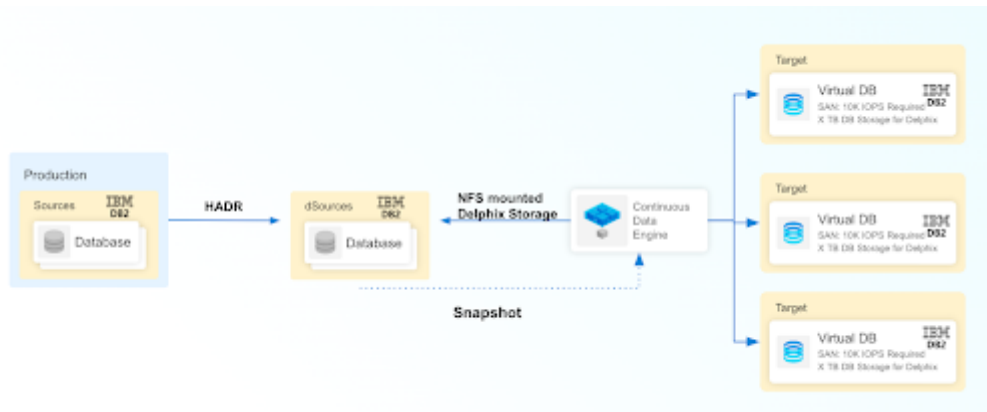 Production
Sources
IBM
DB2
Database
HADR
dSources
IBM
DB2
Database
NFS mounted
Delphix Storage
Snapshot
Continuous
Data
Engine
Target
Virtual DB
IBM
DB2
SAN: 10K IOPS Required
X TB DB Storage for Delphix
Target
Virtual DB
IBM
DB2
SAN: 10K IOPS Required
X TB DB Storage for Delphix
Target
Virtual DB
IBM
DB2
SAN: 10K IOPS Required
X TB DB Storage for Delphix